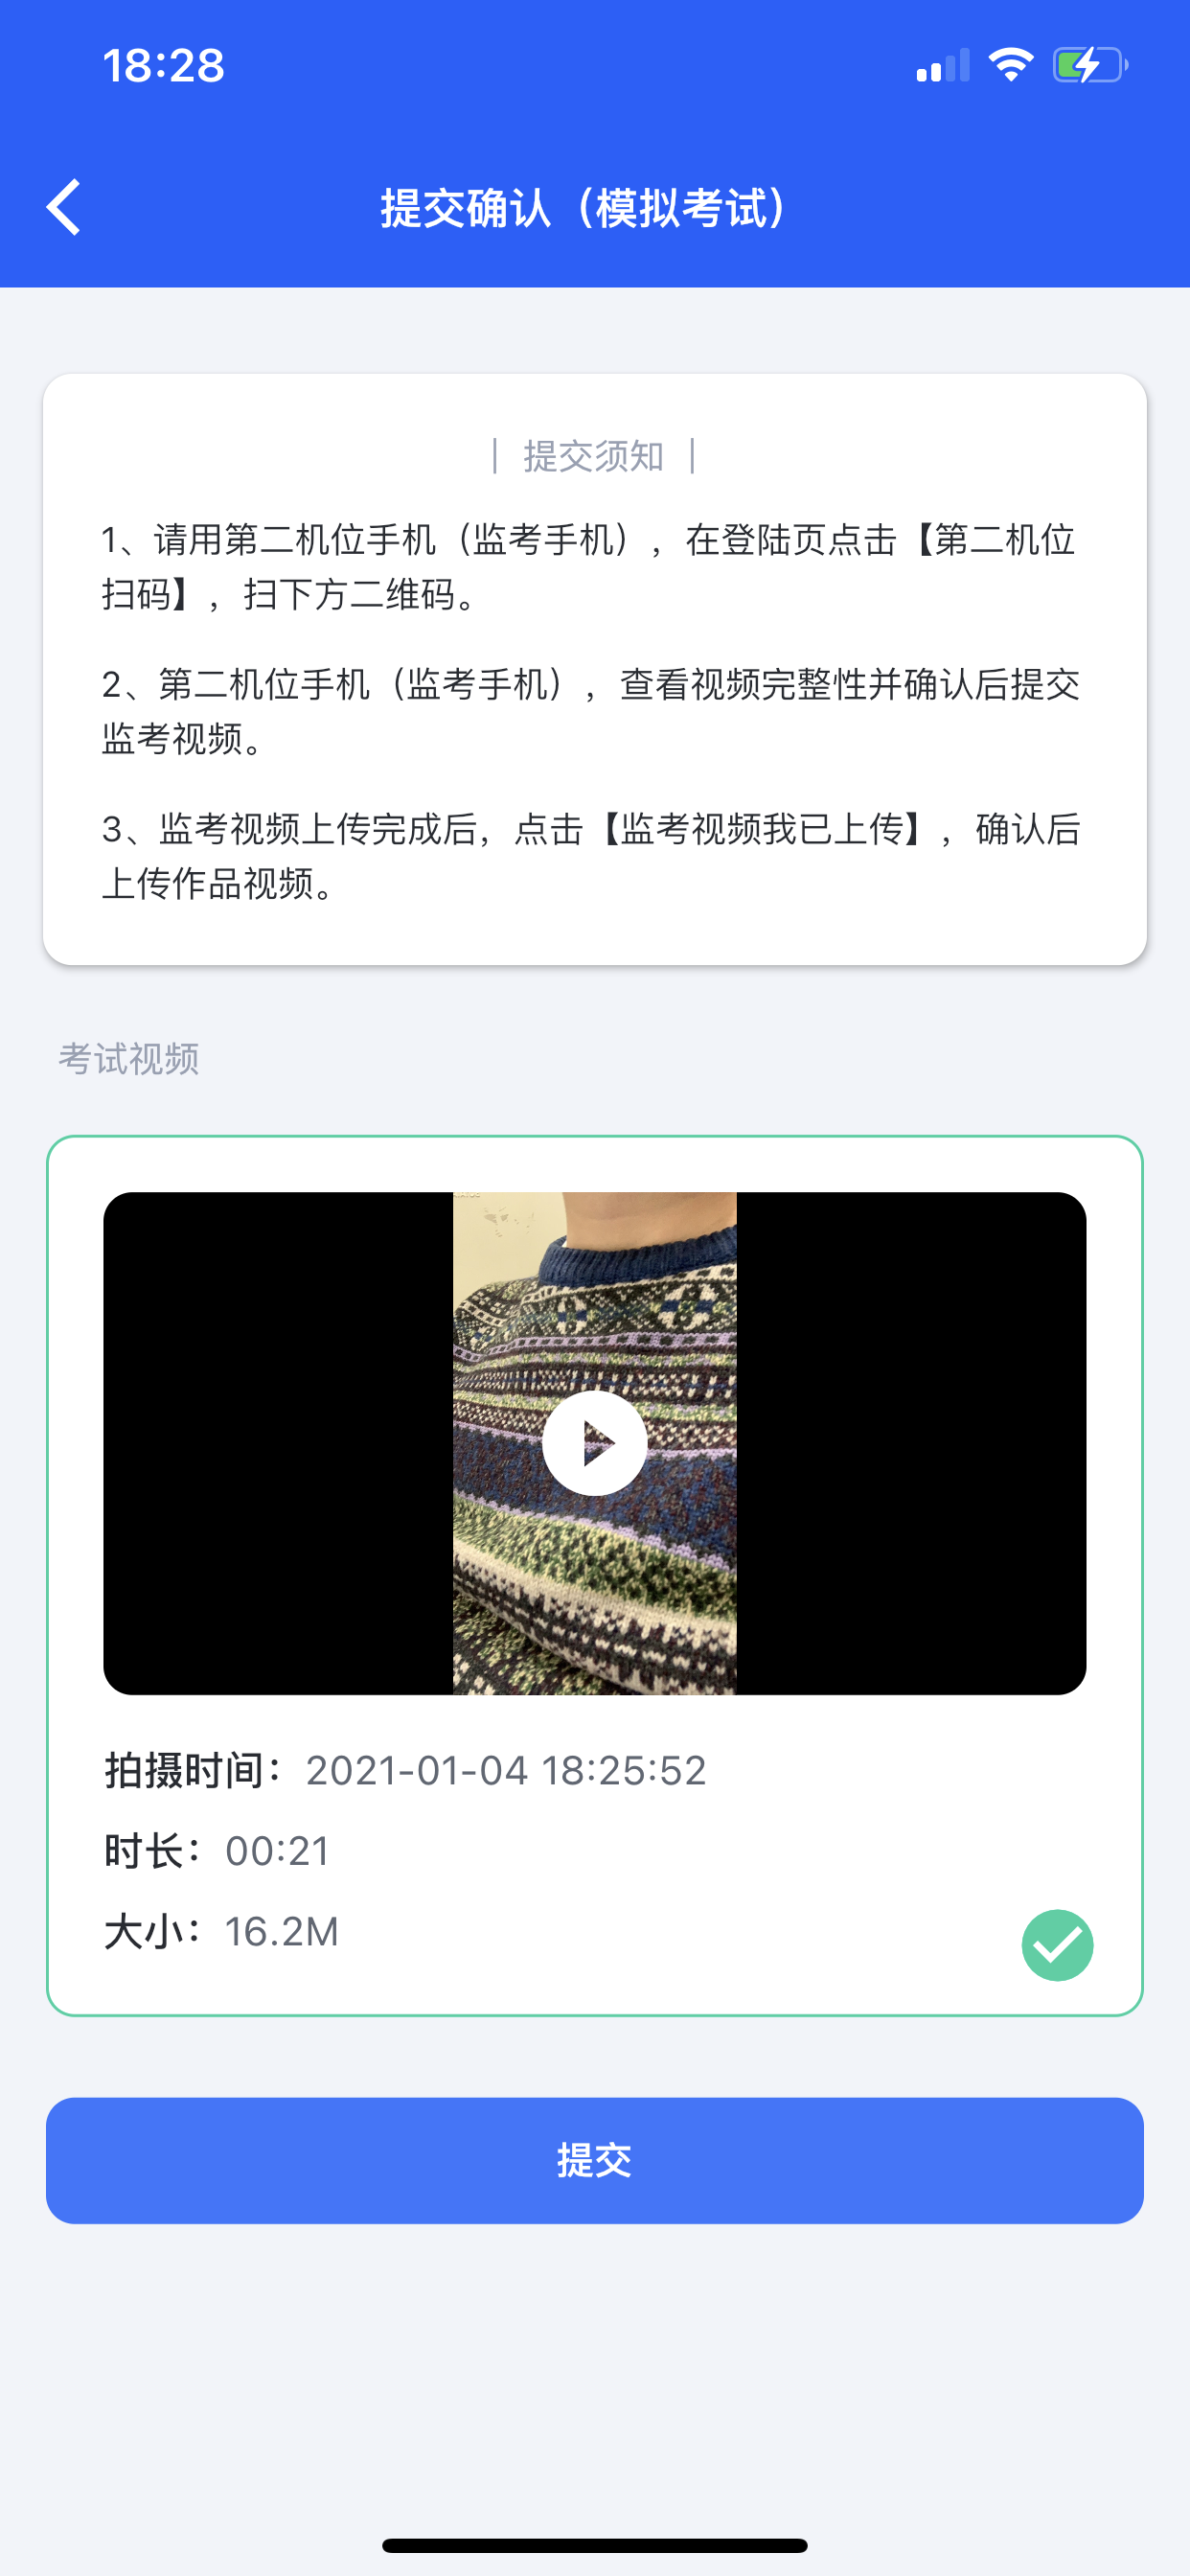 18:28
提交确认（模拟考试）
提交须知
1、请用第二机位手机（监考手机），在登陆页点击【第二机位
扫码】，扫下方二维码。
2、第二机位手机（监考手机），查看视频完整性并确认后提交
监考视频。
3、监考视频上传完成后，点击【监考视频我已上传】，确认后
上传作品视频。
考试视频
拍摄时间：2021-01-04 18:25:52
时长：00:21
大小：16.2M
提交